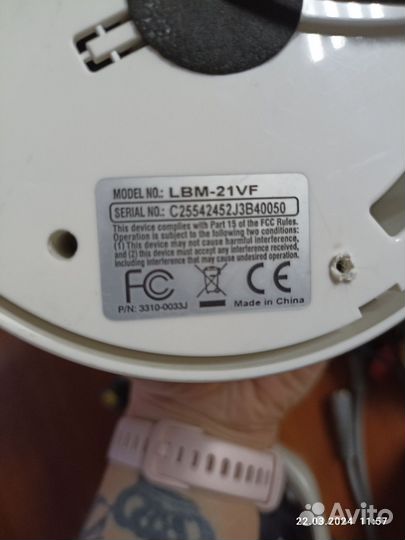 MODEL NO.: LBM-21VF
SERIAL NO.: C25542452J3B40050
This device complies with Part 15 of the FCC Rules.
Operation is subject to the following two conditions:
(1) This device may not cause harmful interference,
and (2) this device must accept any interference received,
including interference that may cause undesired operation.
FC CE
P/N: 3310-0033J Made in China
22.03.2024 11:57
Avito